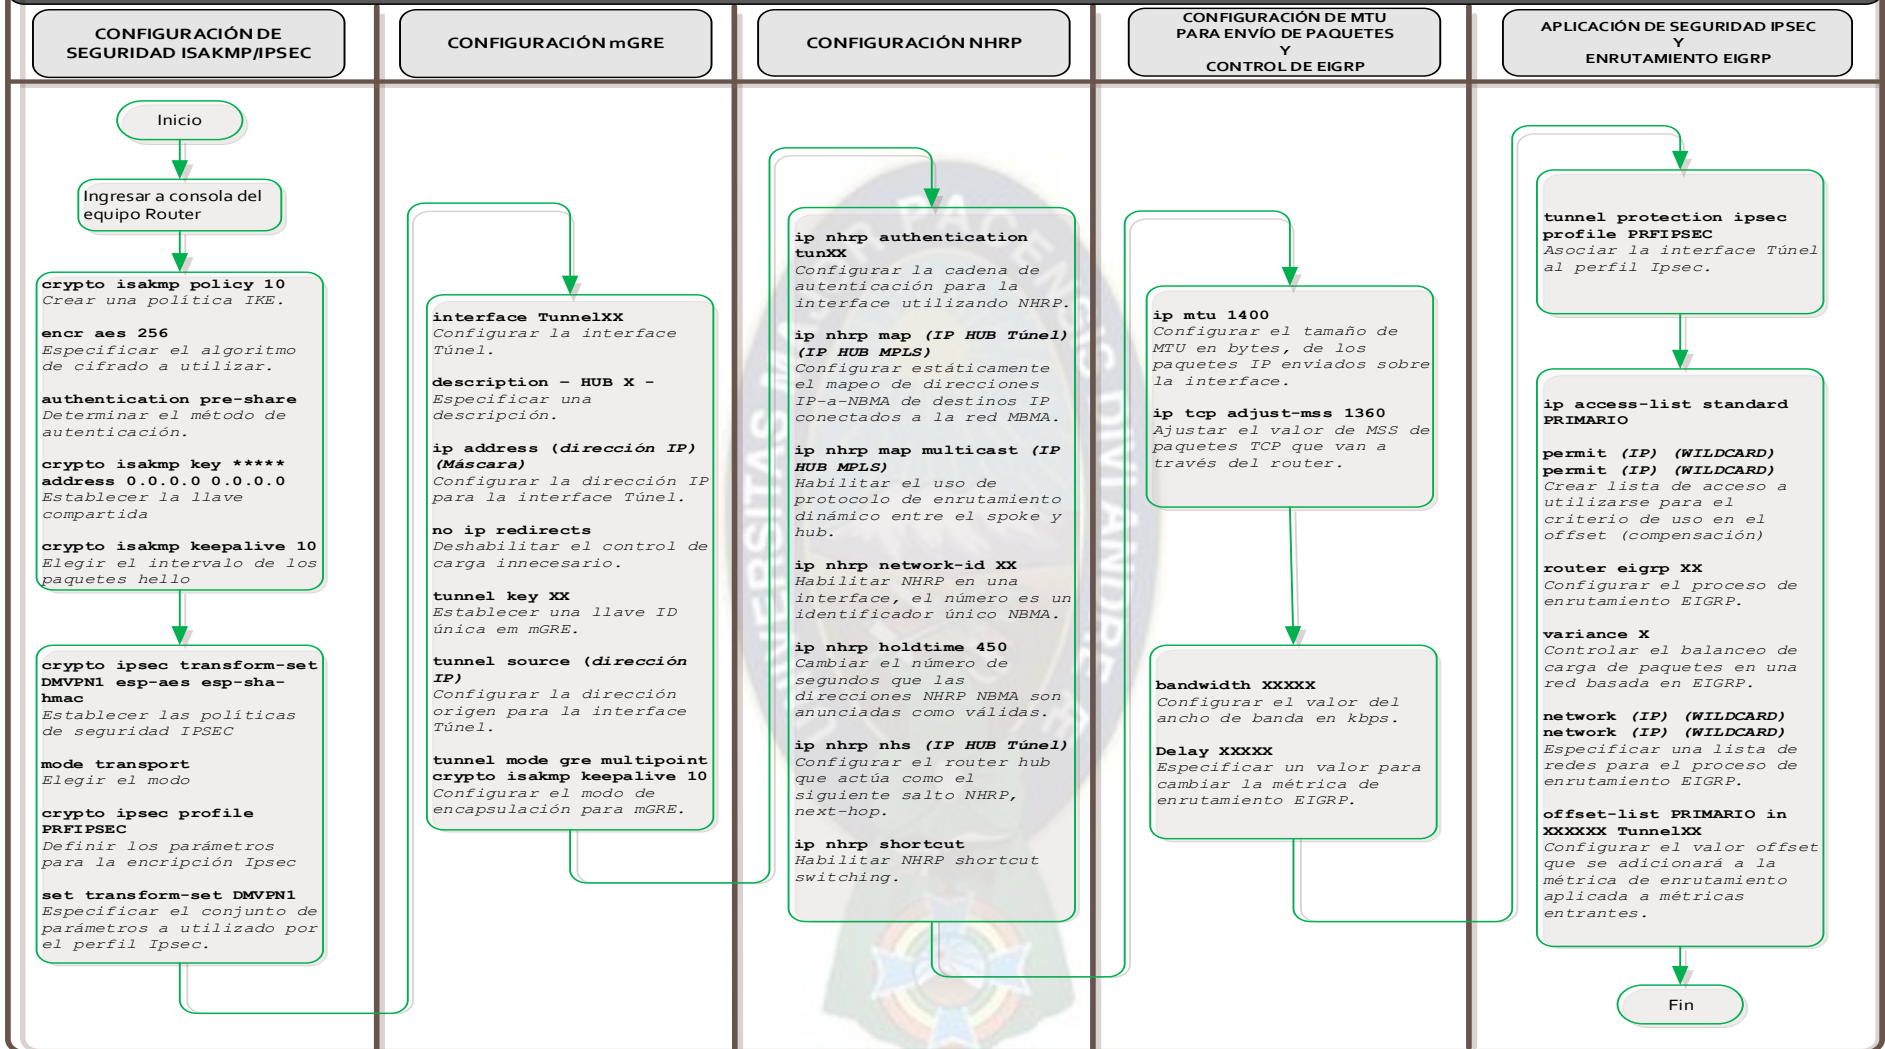 CONFIGURACIÓN DE
SEGURIDAD ISAKMP/IPSEC
CONFIGURACIÓN mGRE
CONFIGURACIÓN NHRP
CONFIGURACIÓN DE MTU
PARA ENVÍO DE PAQUETES
Y
CONTROL DE EIGRP
APLICACIÓN DE SEGURIDAD IPSEC
Y
ENRUTAMIENTO EIGRP
Inicio
Ingresar a consola del
equipo Router
crypto isakmp policy 10
Crear una política IKE.
encr aes 256
Especificar el algoritmo
de cifrado a utilizar.
authentication pre-share
Determinar el método de
autenticación.
crypto isakmp key *****
address 0.0.0.0 0.0.0.0
Establecer la llave
compartida
crypto isakmp keepalive 10
Elegir el intervalo de los
paquetes hello
crypto ipsec transform-set
DMVPN1 esp-aes esp-sha-
hmac
Establecer las políticas
de seguridad IPSEC
mode transport
Elegir el modo
crypto ipsec profile
PRFIPSEC
Definir los parámetros
para la encripción Ipsec
set transform-set DMVPN1
Especificar el conjunto de
parámetros a utilizado por
el perfil Ipsec.
interface TunnelXX
Configurar la interface
Túnel.
description – HUB X -
Especificar una
descripción.
ip address (dirección IP)
(Máscara)
Configurar la dirección IP
para la interface Túnel.
no ip redirects
Deshabilitar el control de
carga innecesario.
tunnel key XX
Establecer una llave ID
única em mGRE.
tunnel source (dirección
IP)
Configurar la dirección
origen para la interface
Túnel.
tunnel mode gre multipoint
crypto isakmp keepalive 10
Configurar el modo de
encapsulación para mGRE.
ip nhrp authentication
tunXX
Configurar la cadena de
autenticación para la
interface utilizando NHRP.
ip nhrp map (IP HUB Túnel)
(IP HUB MPLS)
Configurar estáticamente
el mapeo de direcciones
IP-a-NBMA de destinos IP
conectados a la red MBMA.
ip nhrp map multicast (IP
HUB MPLS)
Habilitar el uso de
protocolo de enrutamiento
dinámico entre el spoke y
hub.
ip nhrp network-id XX
Habilitar NHRP en una
interface, el número es un
identificador único NBMA.
ip nhrp holdtime 450
Cambiar el número de
segundos que las
direcciones NHRP NBMA son
anunciadas como válidas.
ip nhrp nhs (IP HUB Túnel)
Configurar el router hub
que actúa como el
siguiente salto NHRP,
next-hop.
ip nhrp shortcut
Habilitar NHRP shortcut
switching.
ip mtu 1400
Configurar el tamaño de
MTU en bytes, de los
paquetes IP enviados sobre
la interface.
ip tcp adjust-mss 1360
Ajustar el valor de MSS de
paquetes TCP que van a
través del router.
bandwidth XXXXX
Configurar el valor del
ancho de banda en kbps.
Delay XXXXX
Especificar un valor para
cambiar la métrica de
enrutamiento EIGRP.
tunnel protection ipsec
profile PRFIPSEC
Asociar la interface Túnel
al perfil Ipsec.
ip access-list standard
PRIMARIO
permit (IP) (WILDCARD)
permit (IP) (WILDCARD)
Crear lista de acceso a
utilizarse para el
criterio de uso en el
offset (compensación)
router eigrp XX
Configurar el proceso de
enrutamiento EIGRP.
variance X
Controlar el balanceo de
carga de paquetes en una
red basada en EIGRP.
network (IP) (WILDCARD)
network (IP) (WILDCARD)
Especificar una lista de
redes para el proceso de
enrutamiento EIGRP.
offset-list PRIMARIO in
XXXXXX TunnelXX
Configurar el valor offset
que se adicionará a la
métrica de enrutamiento
aplicada a métricas
entrantes.
Fin